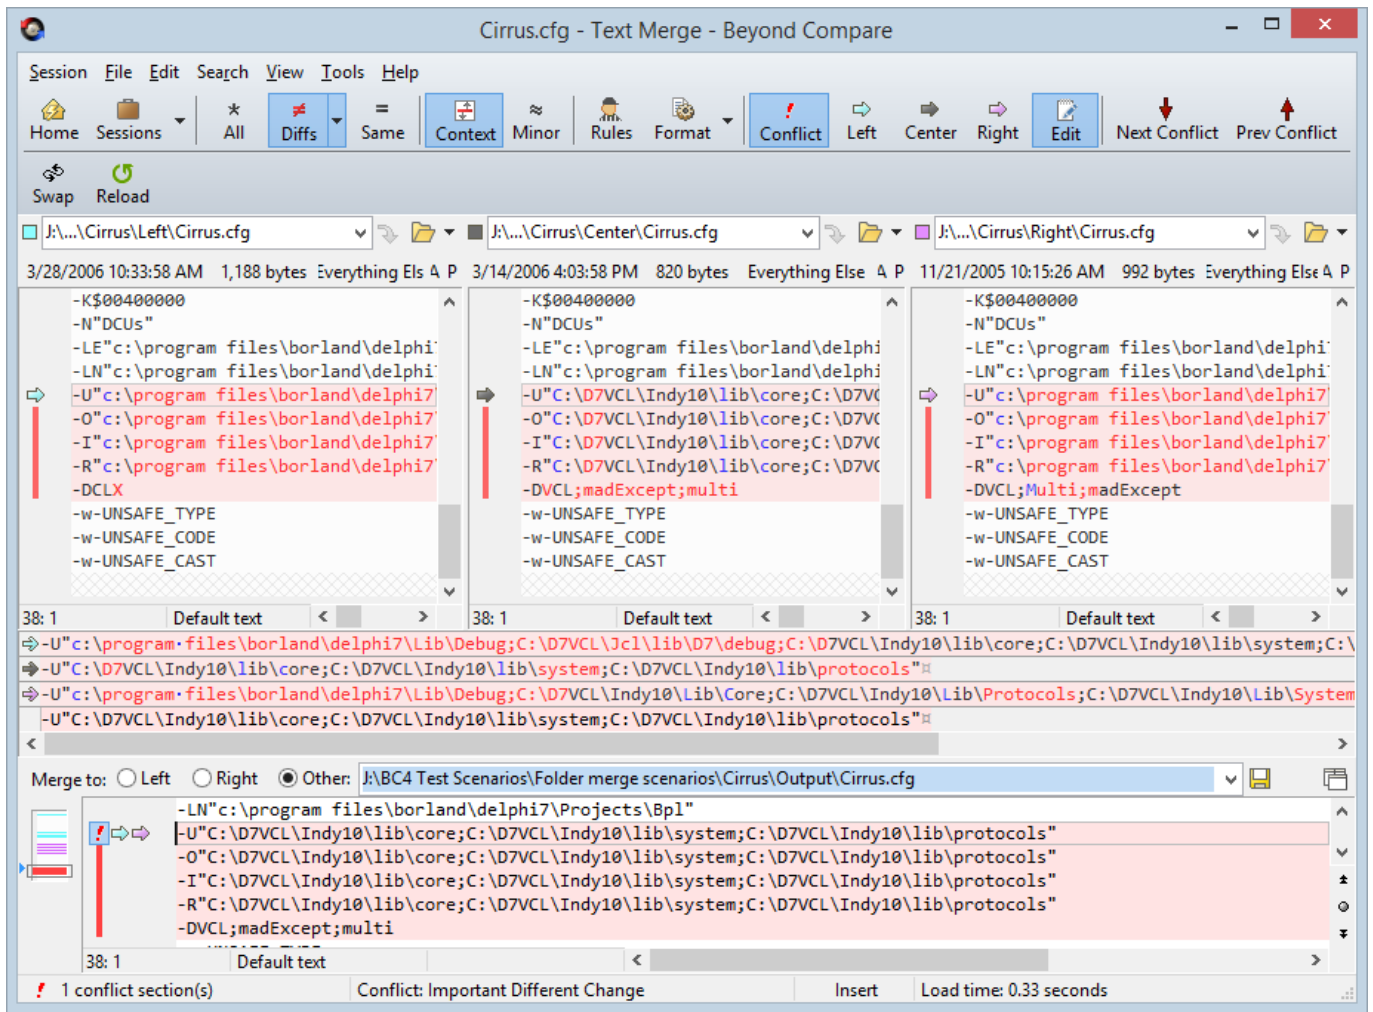 Cirrus.cfg - Text Merge - Beyond Compare
Session File Edit Search View Tools Help
Home Sessions * All ≠ Diffs = Same Context ≈ Minor Rules Format ! Conflict Left Center Right Edit Next Conflict Prev Conflict
Swap Reload
J:\...\Cirrus\Left\Cirrus.cfg J:\...\Cirrus\Center\Cirrus.cfg J:\...\Cirrus\Right\Cirrus.cfg
3/28/2006 10:33:58 AM 1,188 bytes Everything Els A P 3/14/2006 4:03:58 PM 820 bytes Everything Else A P 11/21/2005 10:15:26 AM 992 bytes Everything Else A P
-K$00400000
-N"DCUs"
-LE"c:\program files\borland\delphi
-LN"c:\program files\borland\delphi
-U"c:\program files\borland\delphi7
-O"c:\program files\borland\delphi7
-I"c:\program files\borland\delphi7
-R"c:\program files\borland\delphi7
-DCLX
-w-UNSAFE_TYPE
-w-UNSAFE_CODE
-w-UNSAFE_CAST
38: 1 Default text
-K$00400000
-N"DCUs"
-LE"c:\program files\borland\delphi
-LN"c:\program files\borland\delphi
-U"C:\D7VCL\Indy10\lib\core;C:\D7VC
-O"C:\D7VCL\Indy10\lib\core;C:\D7VC
-I"C:\D7VCL\Indy10\lib\core;C:\D7VC
-R"C:\D7VCL\Indy10\lib\core;C:\D7VC
-DVCL;madExcept;multi
-w-UNSAFE_TYPE
-w-UNSAFE_CODE
-w-UNSAFE_CAST
38: 1 Default text
-K$00400000
-N"DCUs"
-LE"c:\program files\borland\delphi
-LN"c:\program files\borland\delphi
-U"c:\program files\borland\delphi7
-O"c:\program files\borland\delphi7
-I"c:\program files\borland\delphi7
-R"c:\program files\borland\delphi7
-DVCL;Multi;madExcept
-w-UNSAFE_TYPE
-w-UNSAFE_CODE
-w-UNSAFE_CAST
38: 1 Default text
-U"c:\program·files\borland\delphi7\Lib\Debug;C:\D7VCL\Jcl\lib\D7\debug;C:\D7VCL\Indy10\lib\core;C:\D7VCL\Indy10\lib\system;C:\
-U"C:\D7VCL\Indy10\lib\core;C:\D7VCL\Indy10\lib\system;C:\D7VCL\Indy10\lib\protocols"¤
-U"c:\program·files\borland\delphi7\Lib\Debug;C:\D7VCL\Indy10\Lib\Core;C:\D7VCL\Indy10\Lib\Protocols;C:\D7VCL\Indy10\Lib\System
-U"C:\D7VCL\Indy10\lib\core;C:\D7VCL\Indy10\lib\system;C:\D7VCL\Indy10\lib\protocols"¤
Merge to: Left Right Other: J:\BC4 Test Scenarios\Folder merge scenarios\Cirrus\Output\Cirrus.cfg
-LN"c:\program files\borland\delphi7\Projects\Bpl"
-U"C:\D7VCL\Indy10\lib\core;C:\D7VCL\Indy10\lib\system;C:\D7VCL\Indy10\lib\protocols"
-O"C:\D7VCL\Indy10\lib\core;C:\D7VCL\Indy10\lib\system;C:\D7VCL\Indy10\lib\protocols"
-I"C:\D7VCL\Indy10\lib\core;C:\D7VCL\Indy10\lib\system;C:\D7VCL\Indy10\lib\protocols"
-R"C:\D7VCL\Indy10\lib\core;C:\D7VCL\Indy10\lib\system;C:\D7VCL\Indy10\lib\protocols"
-DVCL;madExcept;multi
38: 1 Default text
! 1 conflict section(s) Conflict: Important Different Change Insert Load time: 0.33 seconds